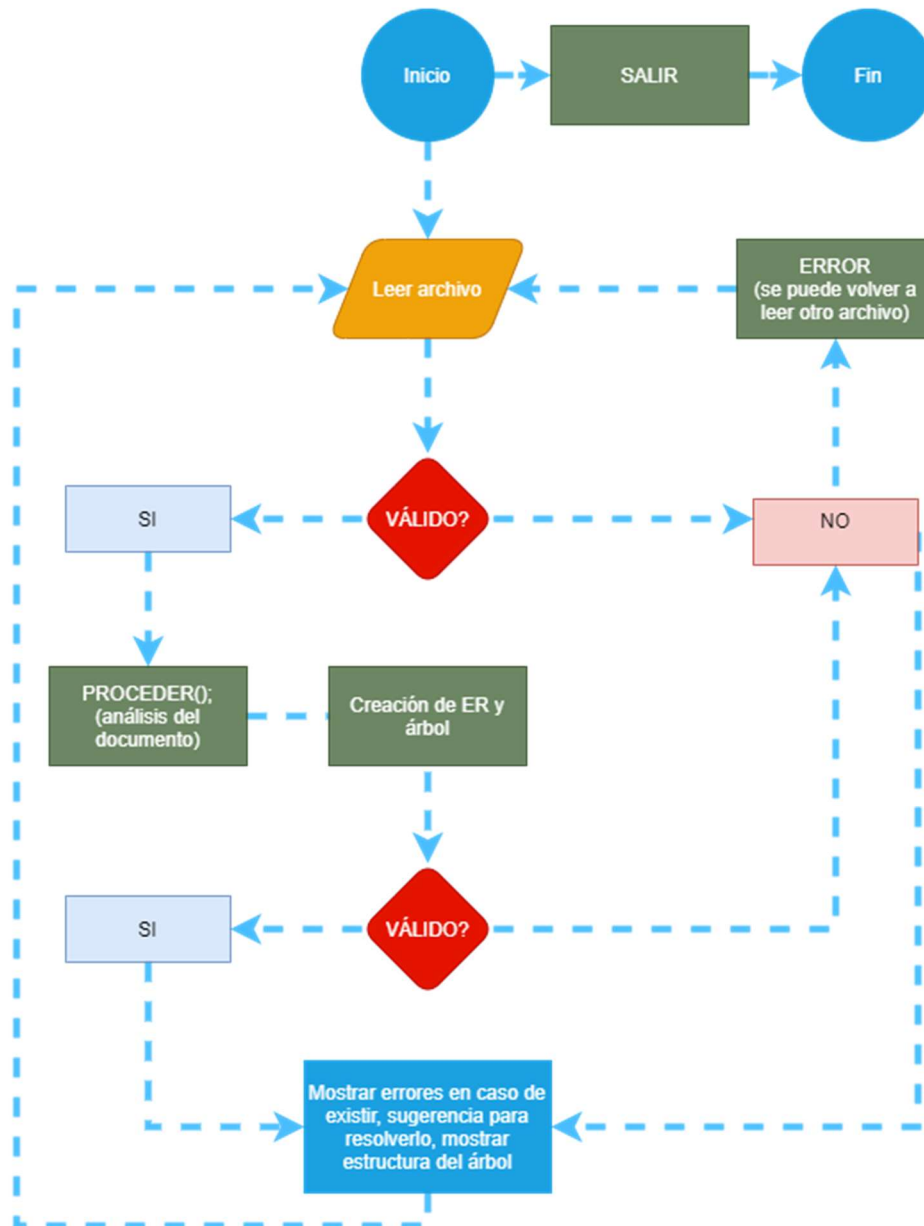 Inicio
SALIR
Fin
Leer archivo
ERROR
(se puede volver a
leer otro archivo)
SI
VÁLIDO?
NO
PROCEDER();
(análisis del
documento)
Creación de ER y
árbol
SI
VÁLIDO?
Mostrar errores en caso de
existir, sugerencia para
resolverlo, mostrar
estructura del árbol